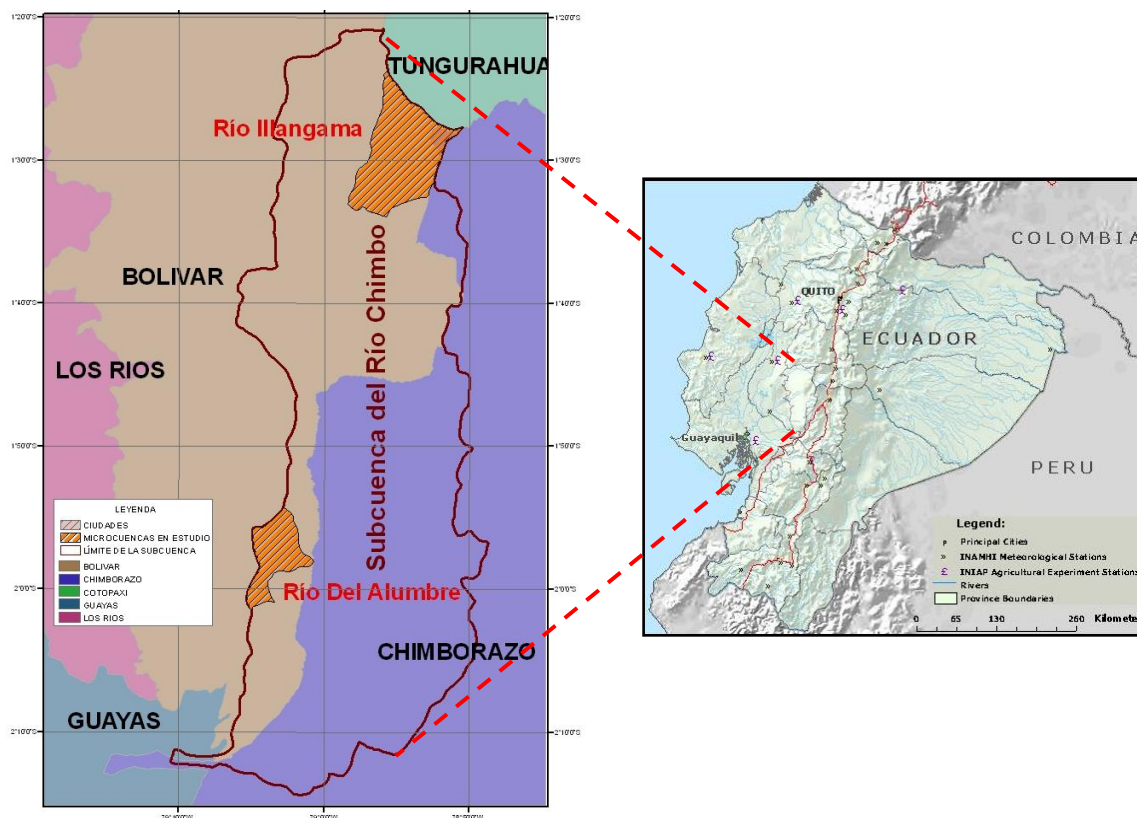 1°20'0"S
1°20'0"S
TUNGURAHUA
Río Illangama
1°30'0"S
1°30'0"S
BOLIVAR
Subcuenca del Río Chimbo
1°40'0"S
1°40'0"S
LOS RIOS
1°50'0"S
1°50'0"S
LEYENDA
CIUDADES
MICROCUENCAS EN ESTUDIO
LÍMITE DE LA SUBCUENCA
BOLIVAR
CHIMBORAZO
COTOPAXI
GUAYAS
LOS RIOS
2°0'0"S
2°0'0"S
Río Del Alumbre
CHIMBORAZO
GUAYAS
2°10'0"S
2°10'0"S
COLOMBIA
QUITO
ECUADOR
Guayaquil
PERU
Legend:
Principal Cities
INAMHI Meteorological Stations
INIAP Agricultural Experiment Stations
Rivers
Province Boundaries
0 65 130 260 Kilomete